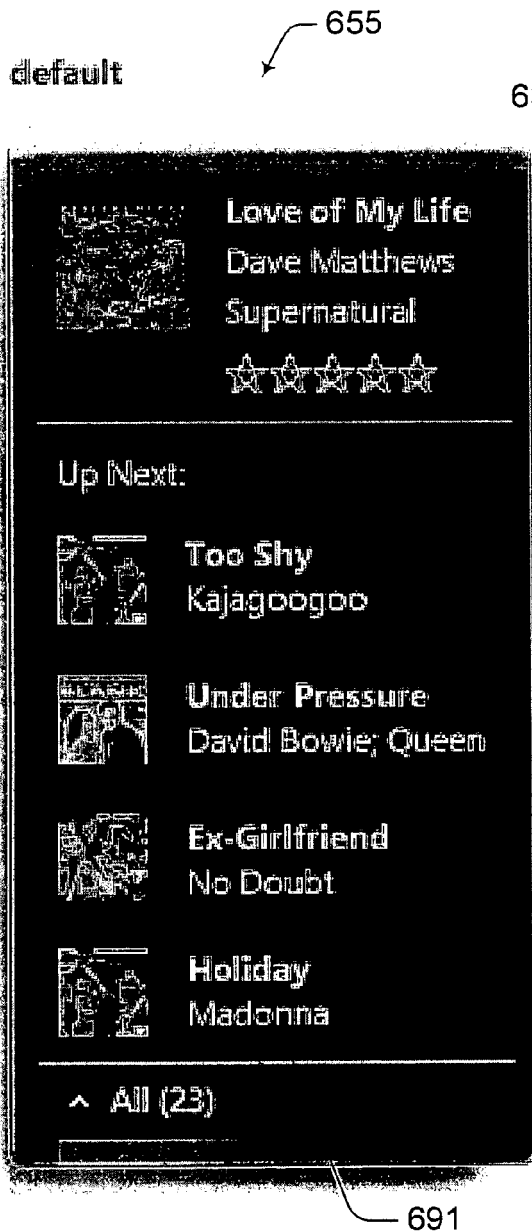 655
default
6
Love of My Life
Dave Matthews
Supernatural
Up Next:
Too Shy
Kajagoogoo
Under Pressure
David Bowie; Queen
Ex-Girlfriend
No Doubt
Holiday
Madonna
All (23)
691